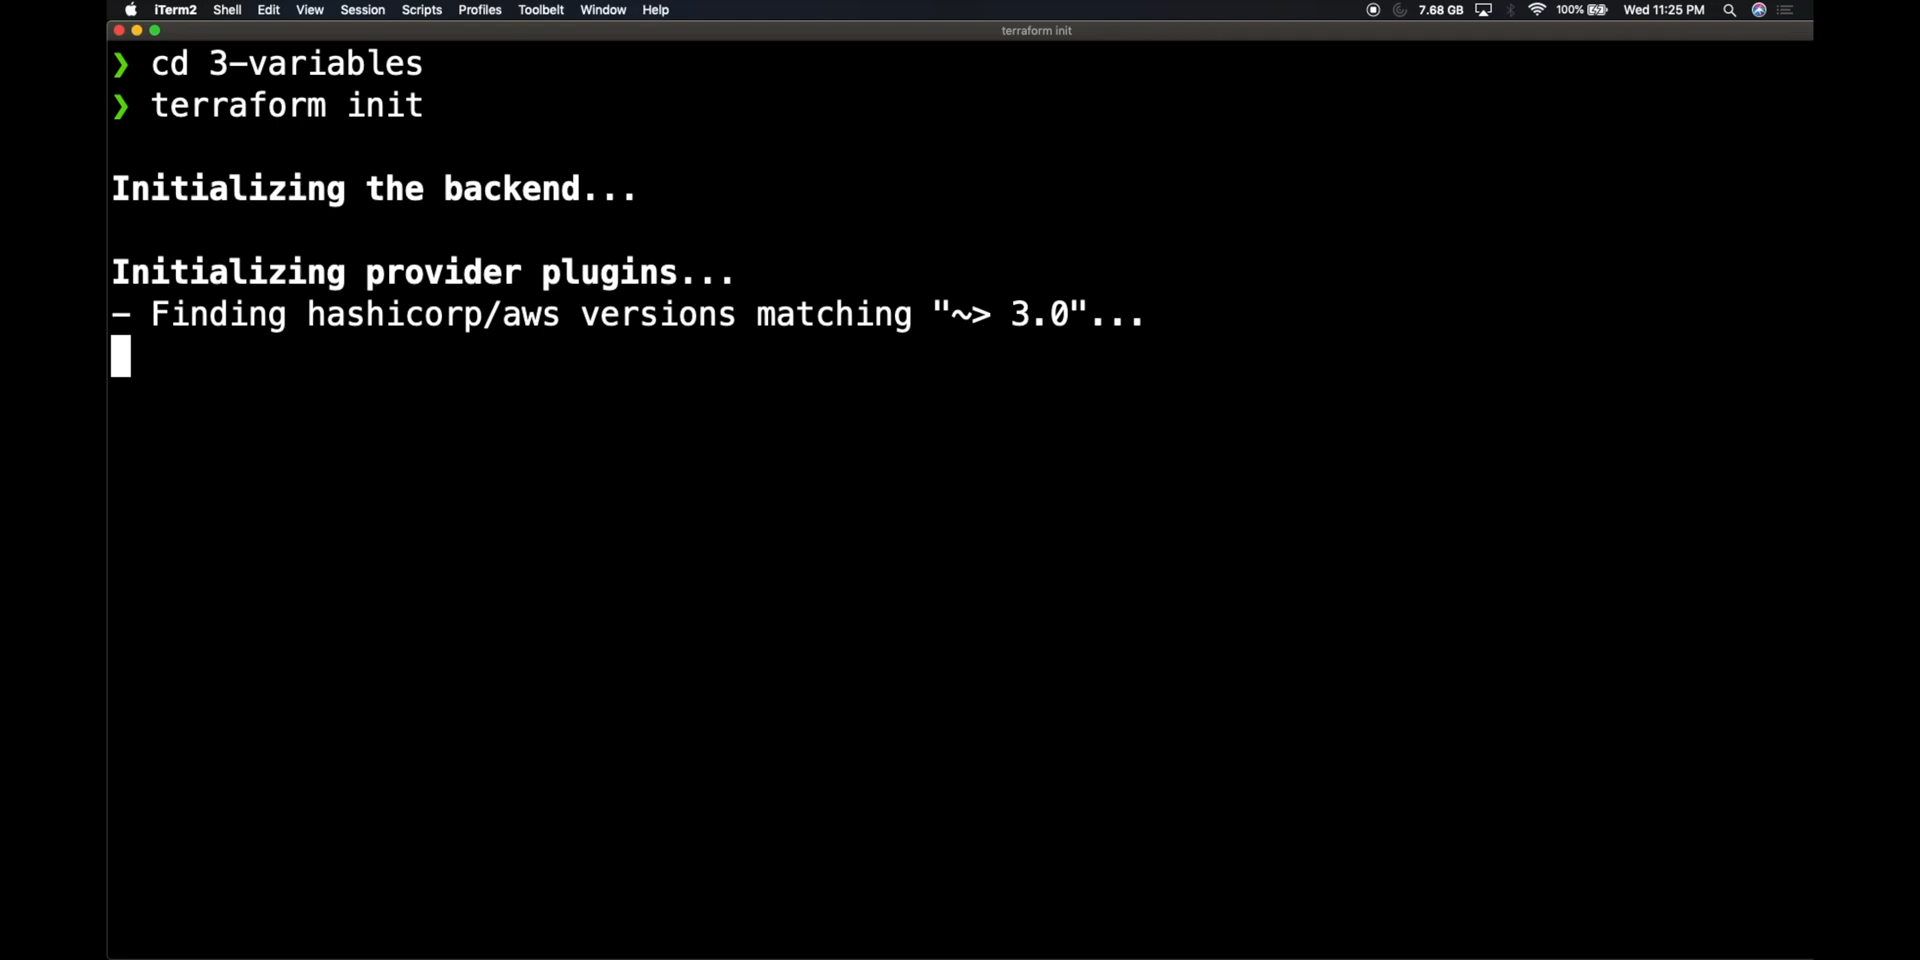 iTerm2 Shell Edit View Session Scripts Profiles Toolbelt Window Help 7.68 GB 100% Wed 11:25 PM
terraform init
❯ cd 3-variables
❯ terraform init
Initializing the backend...
Initializing provider plugins...
- Finding hashicorp/aws versions matching "~> 3.0"...